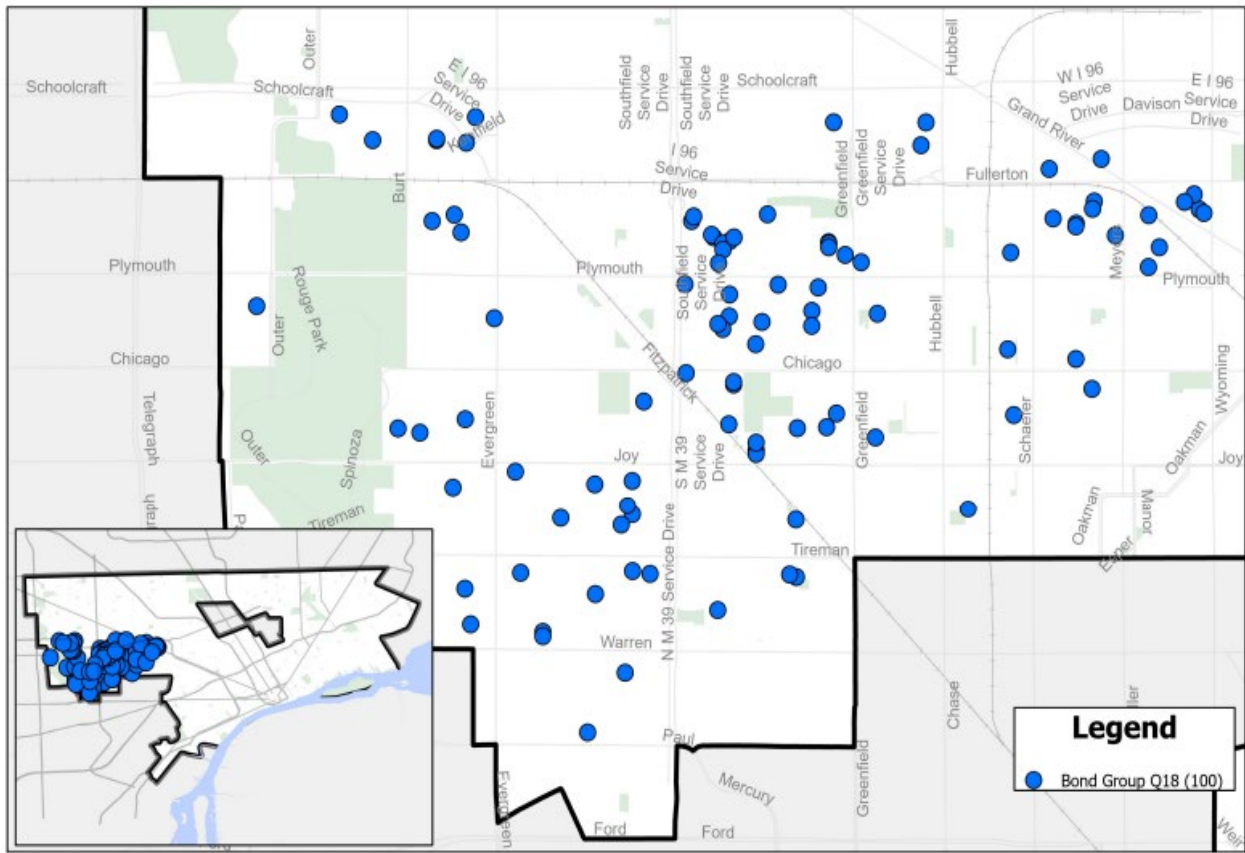 Outer
Hubbell
Schoolcraft
Schoolcraft
E I 96
Service
Drive
Southfield
Service
Drive
Southfield
Service
Drive
Schoolcraft
W I 96
Service
Drive
Davison
E I 96
Service
Drive
Grand River
I 96
Service
Drive
Greenfield
Greenfield
Service
Drive
Fullerton
Burt
Plymouth
Plymouth
Southfield
Service
Drive
Meyers
Plymouth
Rouge Park
Outer
Hubbell
Chicago
Fitzpatrick
Chicago
Telegraph
Evergreen
Greenfield
Schaefer
Wyoming
Outer
Spinoza
Joy
S M 39
Service
Drive
Oakman
Joy
Tireman
Tireman
Oakman
Manor
N M 39 Service Drive
Warren
Chase
Paul
Mercury
Greenfield
Evergreen
Ford
Ford
Weir
Legend
Bond Group Q18 (100)